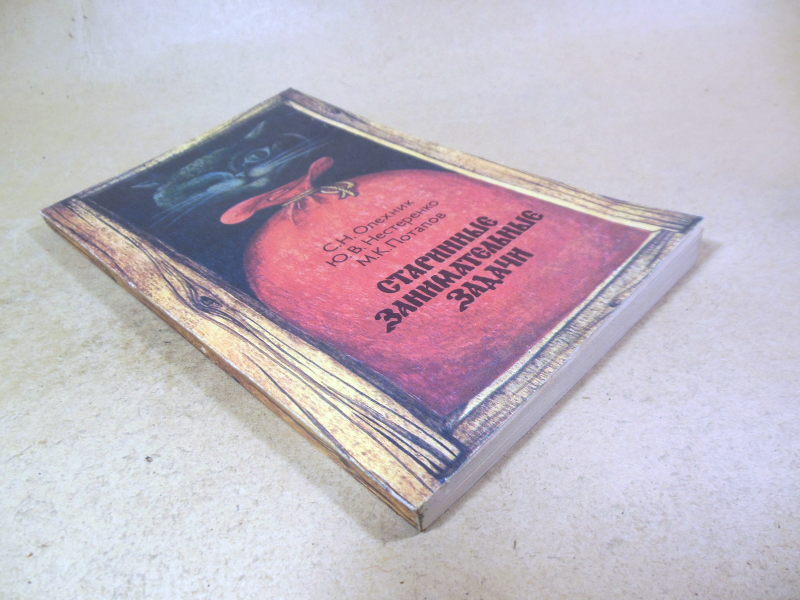 С.Н. Олехник
Ю.В. Нестеренко
М.К. Потапов
СТАРИННЫЕ
ЗАНИМАТЕЛЬНЫЕ
ЗАДАЧИ